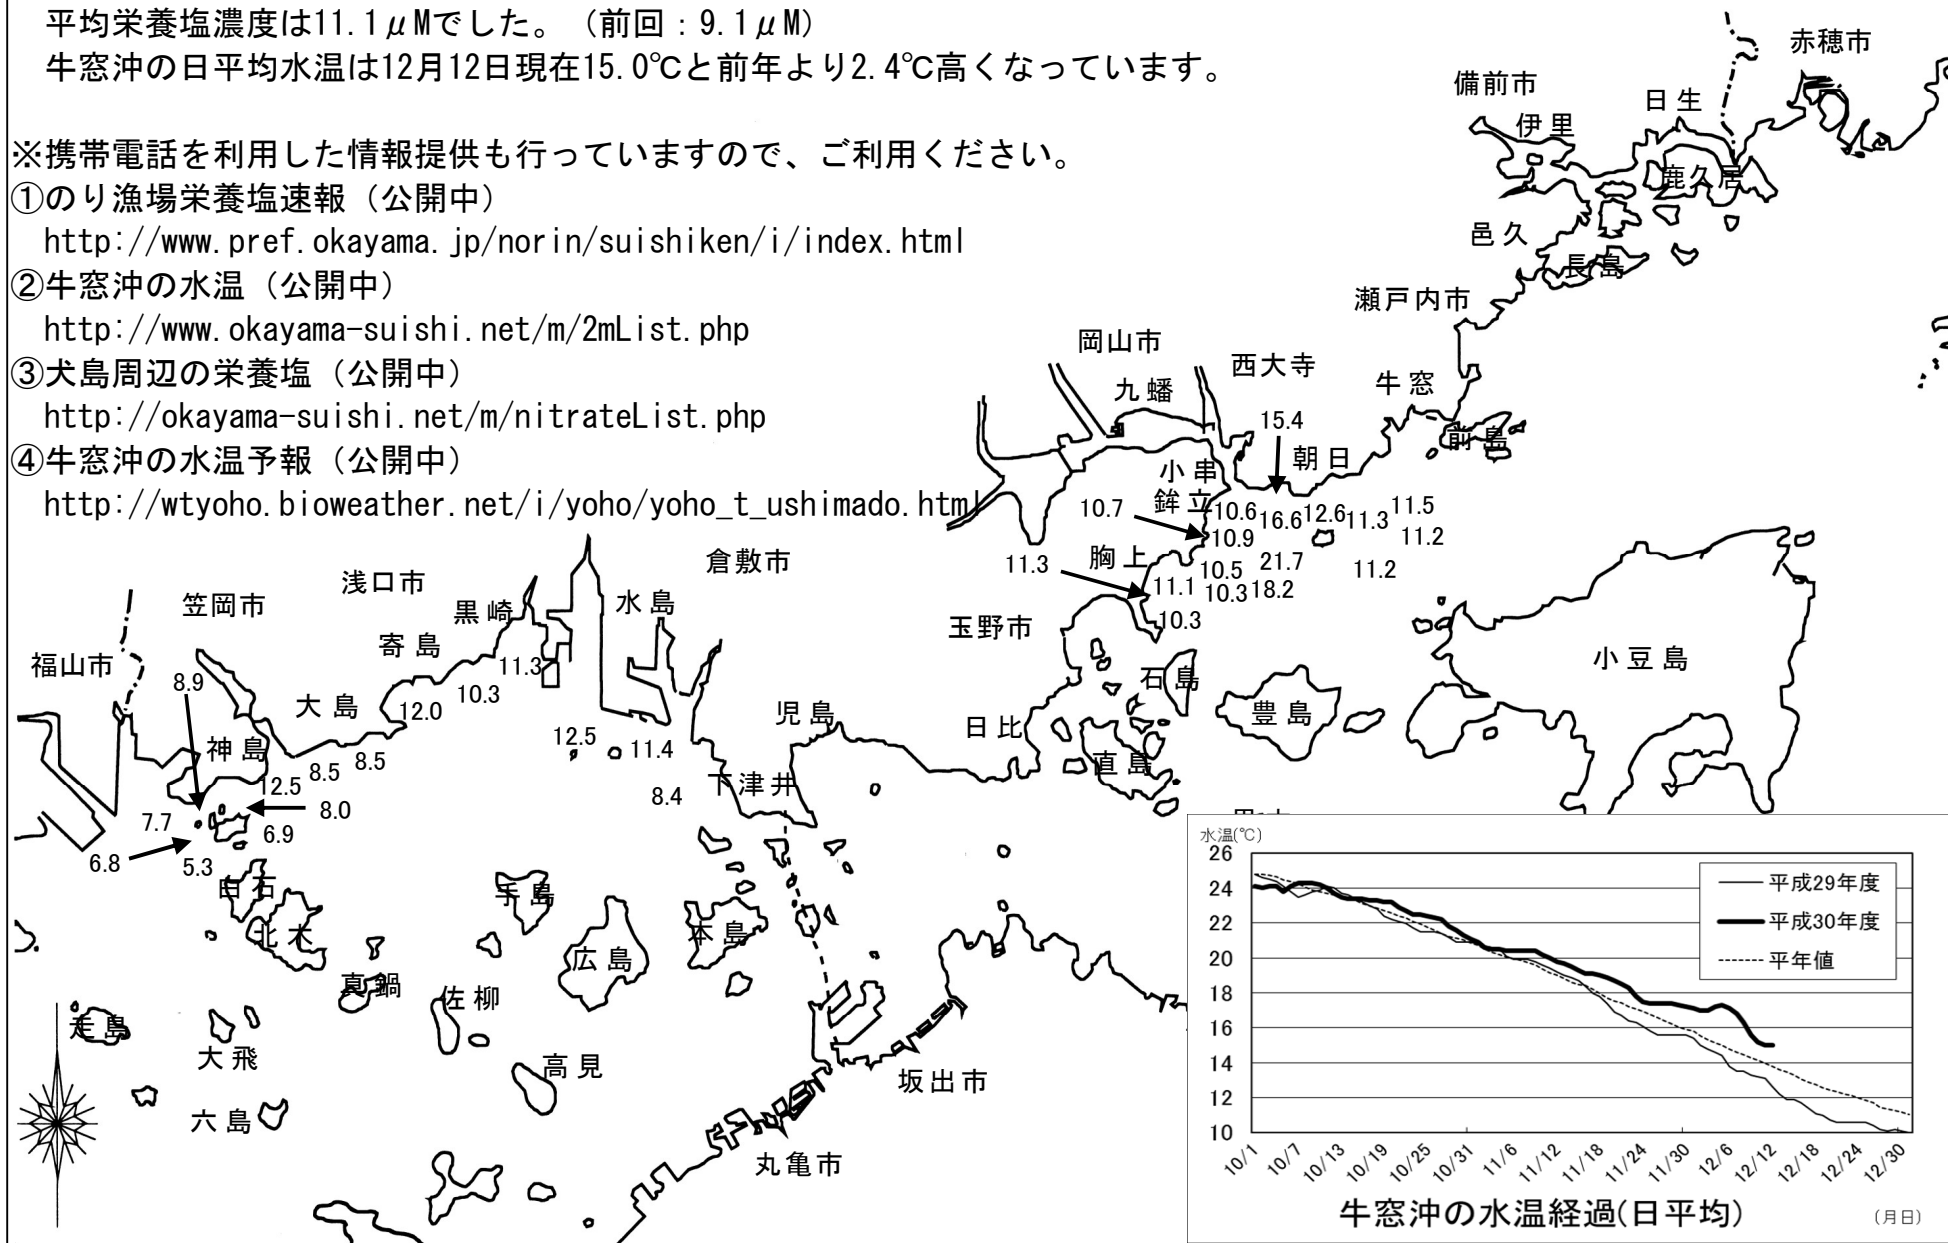 平均栄養塩濃度は11.1μMでした。（前回：9.1μM）
牛窓沖の日平均水温は12月12日現在15.0℃と前年より2.4℃高くなっています。
※携帯電話を利用した情報提供も行っていますので、ご利用ください。
①のり漁場栄養塩速報（公開中）
http://www.pref.okayama.jp/norin/suishiken/i/index.html
②牛窓沖の水温（公開中）
http://www.okayama-suishi.net/m/2mList.php
③犬島周辺の栄養塩（公開中）
http://okayama-suishi.net/m/nitrateList.php
④牛窓沖の水温予報（公開中）
http://wtyoho.bioweather.net/i/yoho/yoho_t_ushimado.html
赤穂市
備前市
日生
伊里
鹿久居
邑久
長島
瀬戸内市
岡山市
西大寺
九蟠
牛窓
前島
15.4
朝日
小串
鉾立
10.7
10.6
16.6
12.6
11.3
11.5
10.9
11.2
11.3
胸上
21.7
11.2
10.5
11.1
10.3
18.2
10.3
玉野市
倉敷市
浅口市
笠岡市
黒崎
水島
寄島
福山市
8.9
11.3
10.3
大島
12.0
石島
小豆島
豊島
児島
日比
神島
12.5
11.4
直島
8.5
8.5
12.5
8.4
下津井
8.0
7.7
6.9
6.8
5.3
白石
手島
北木
本島
広島
真鍋
佐柳
走島
大飛
高見
六島
坂出市
丸亀市
水温(℃)
26
24
22
20
18
16
14
12
10
平成29年度
平成30年度
平年値
10/1
10/7
10/13
10/19
10/25
10/31
11/6
11/12
11/18
11/24
11/30
12/6
12/12
12/18
12/24
12/30
牛窓沖の水温経過(日平均)
(月日)